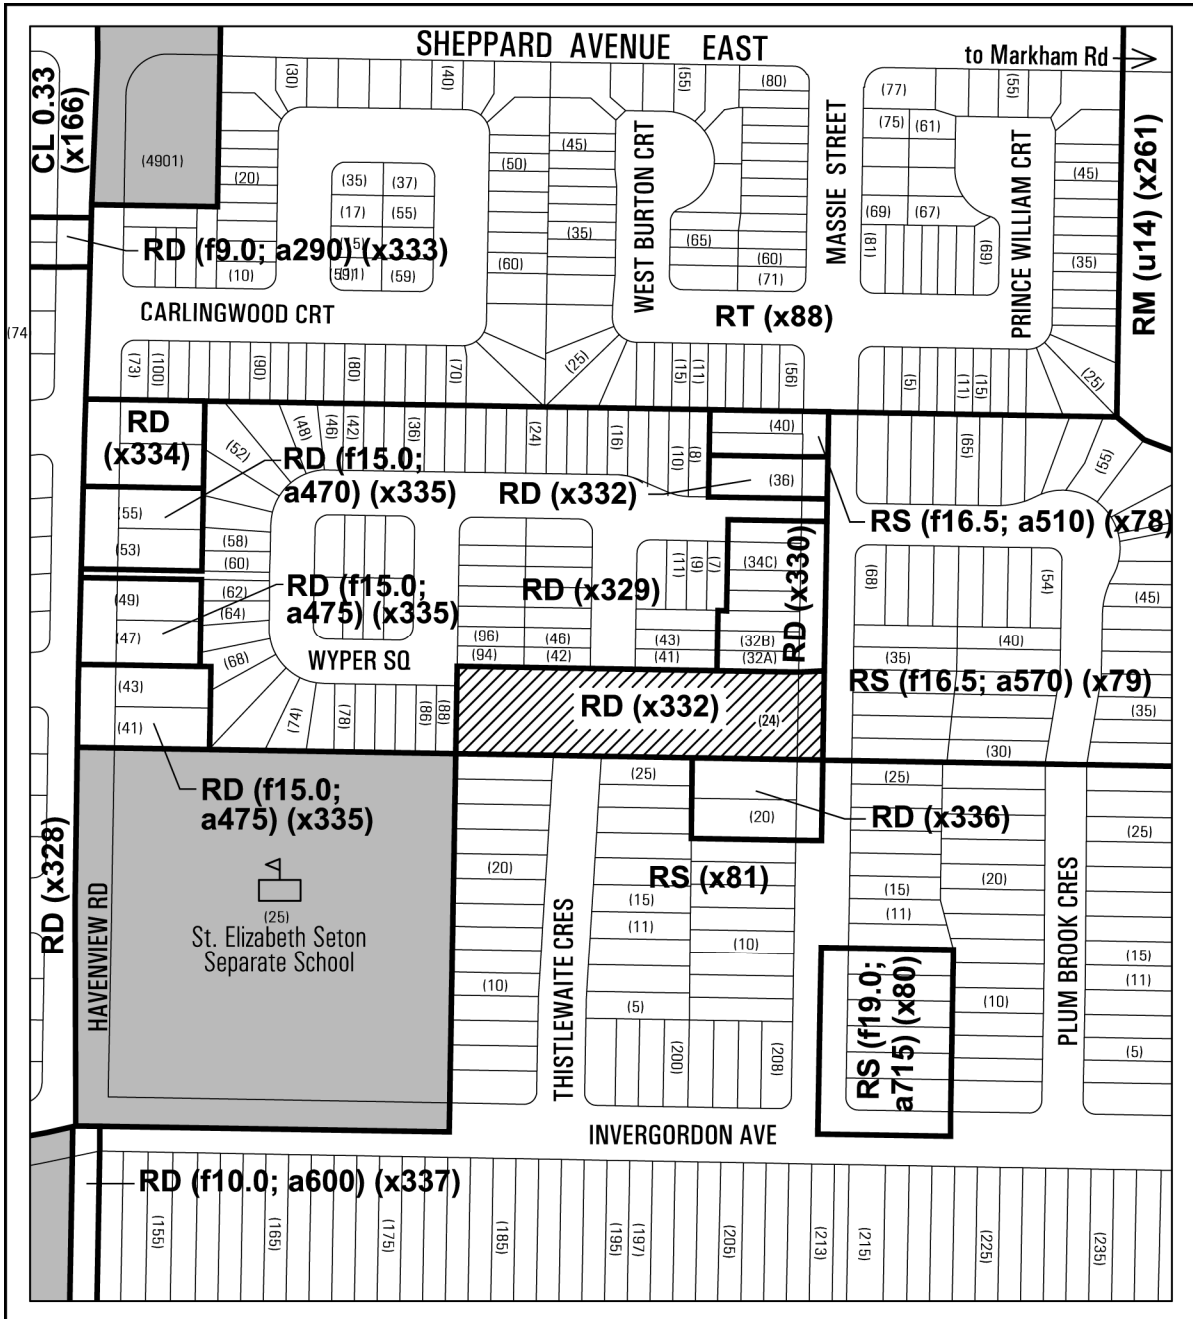 SHEPPARD AVENUE EAST
to Markham Rd
CL 0.33
(x166)
(30)
(40)
(55)
(80)
(77)
(55)
(75)
(61)
(4901)
(20)
(35)
(37)
(50)
(45)
WEST BURTON CRT
MASSIE STREET
PRINCE WILLIAM CRT
(45)
RM (u14) (x261)
(17)
(55)
(35)
(69)
(67)
RD (f9.0; a290) (x333)
(65)
(81)
(69)
(10)
(59)
(60)
(60)
(71)
(35)
CARLINGWOOD CRT
RT (x88)
(74)
(73)
(100)
(90)
(80)
(70)
(25)
(15)
(11)
(56)
(5)
(11)
(15)
(25)
RD
(x334)
(52)
(48)
(46)
(42)
(36)
(24)
(16)
(10)
(8)
(40)
(65)
(55)
RD (f15.0;
a470) (x335)
RD (x332)
(36)
RS (f16.5; a510) (x78)
(55)
(53)
(58)
(60)
(11)
(9)
(7)
(34C)
RD (x330)
(68)
(54)
(49)
(47)
(62)
(64)
RD (f15.0;
a475) (x335)
RD (x329)
(45)
(96)
(46)
(43)
(32B)
(40)
(94)
(42)
(41)
(32A)
(35)
WYPER SQ
(68)
(43)
(41)
(74)
(78)
(86)
(88)
RD (x332)
(24)
RS (f16.5; a570) (x79)
(35)
(30)
RD (f15.0;
a475) (x335)
(25)
(20)
RD (x336)
(25)
(25)
RD (x328)
HAVENVIEW RD
(25)
St. Elizabeth Seton
Separate School
(20)
RS (x81)
(15)
(11)
(10)
(15)
(11)
(20)
PLUM BROOK CRES
(15)
(11)
(10)
THISTLEWAITE CRES
(5)
(200)
(208)
RS (f19.0;
a715) (x80)
(10)
(5)
INVERGORDON AVE
RD (f10.0; a600) (x337)
(155)
(165)
(175)
(185)
(195)
(197)
(205)
(213)
(215)
(225)
(235)